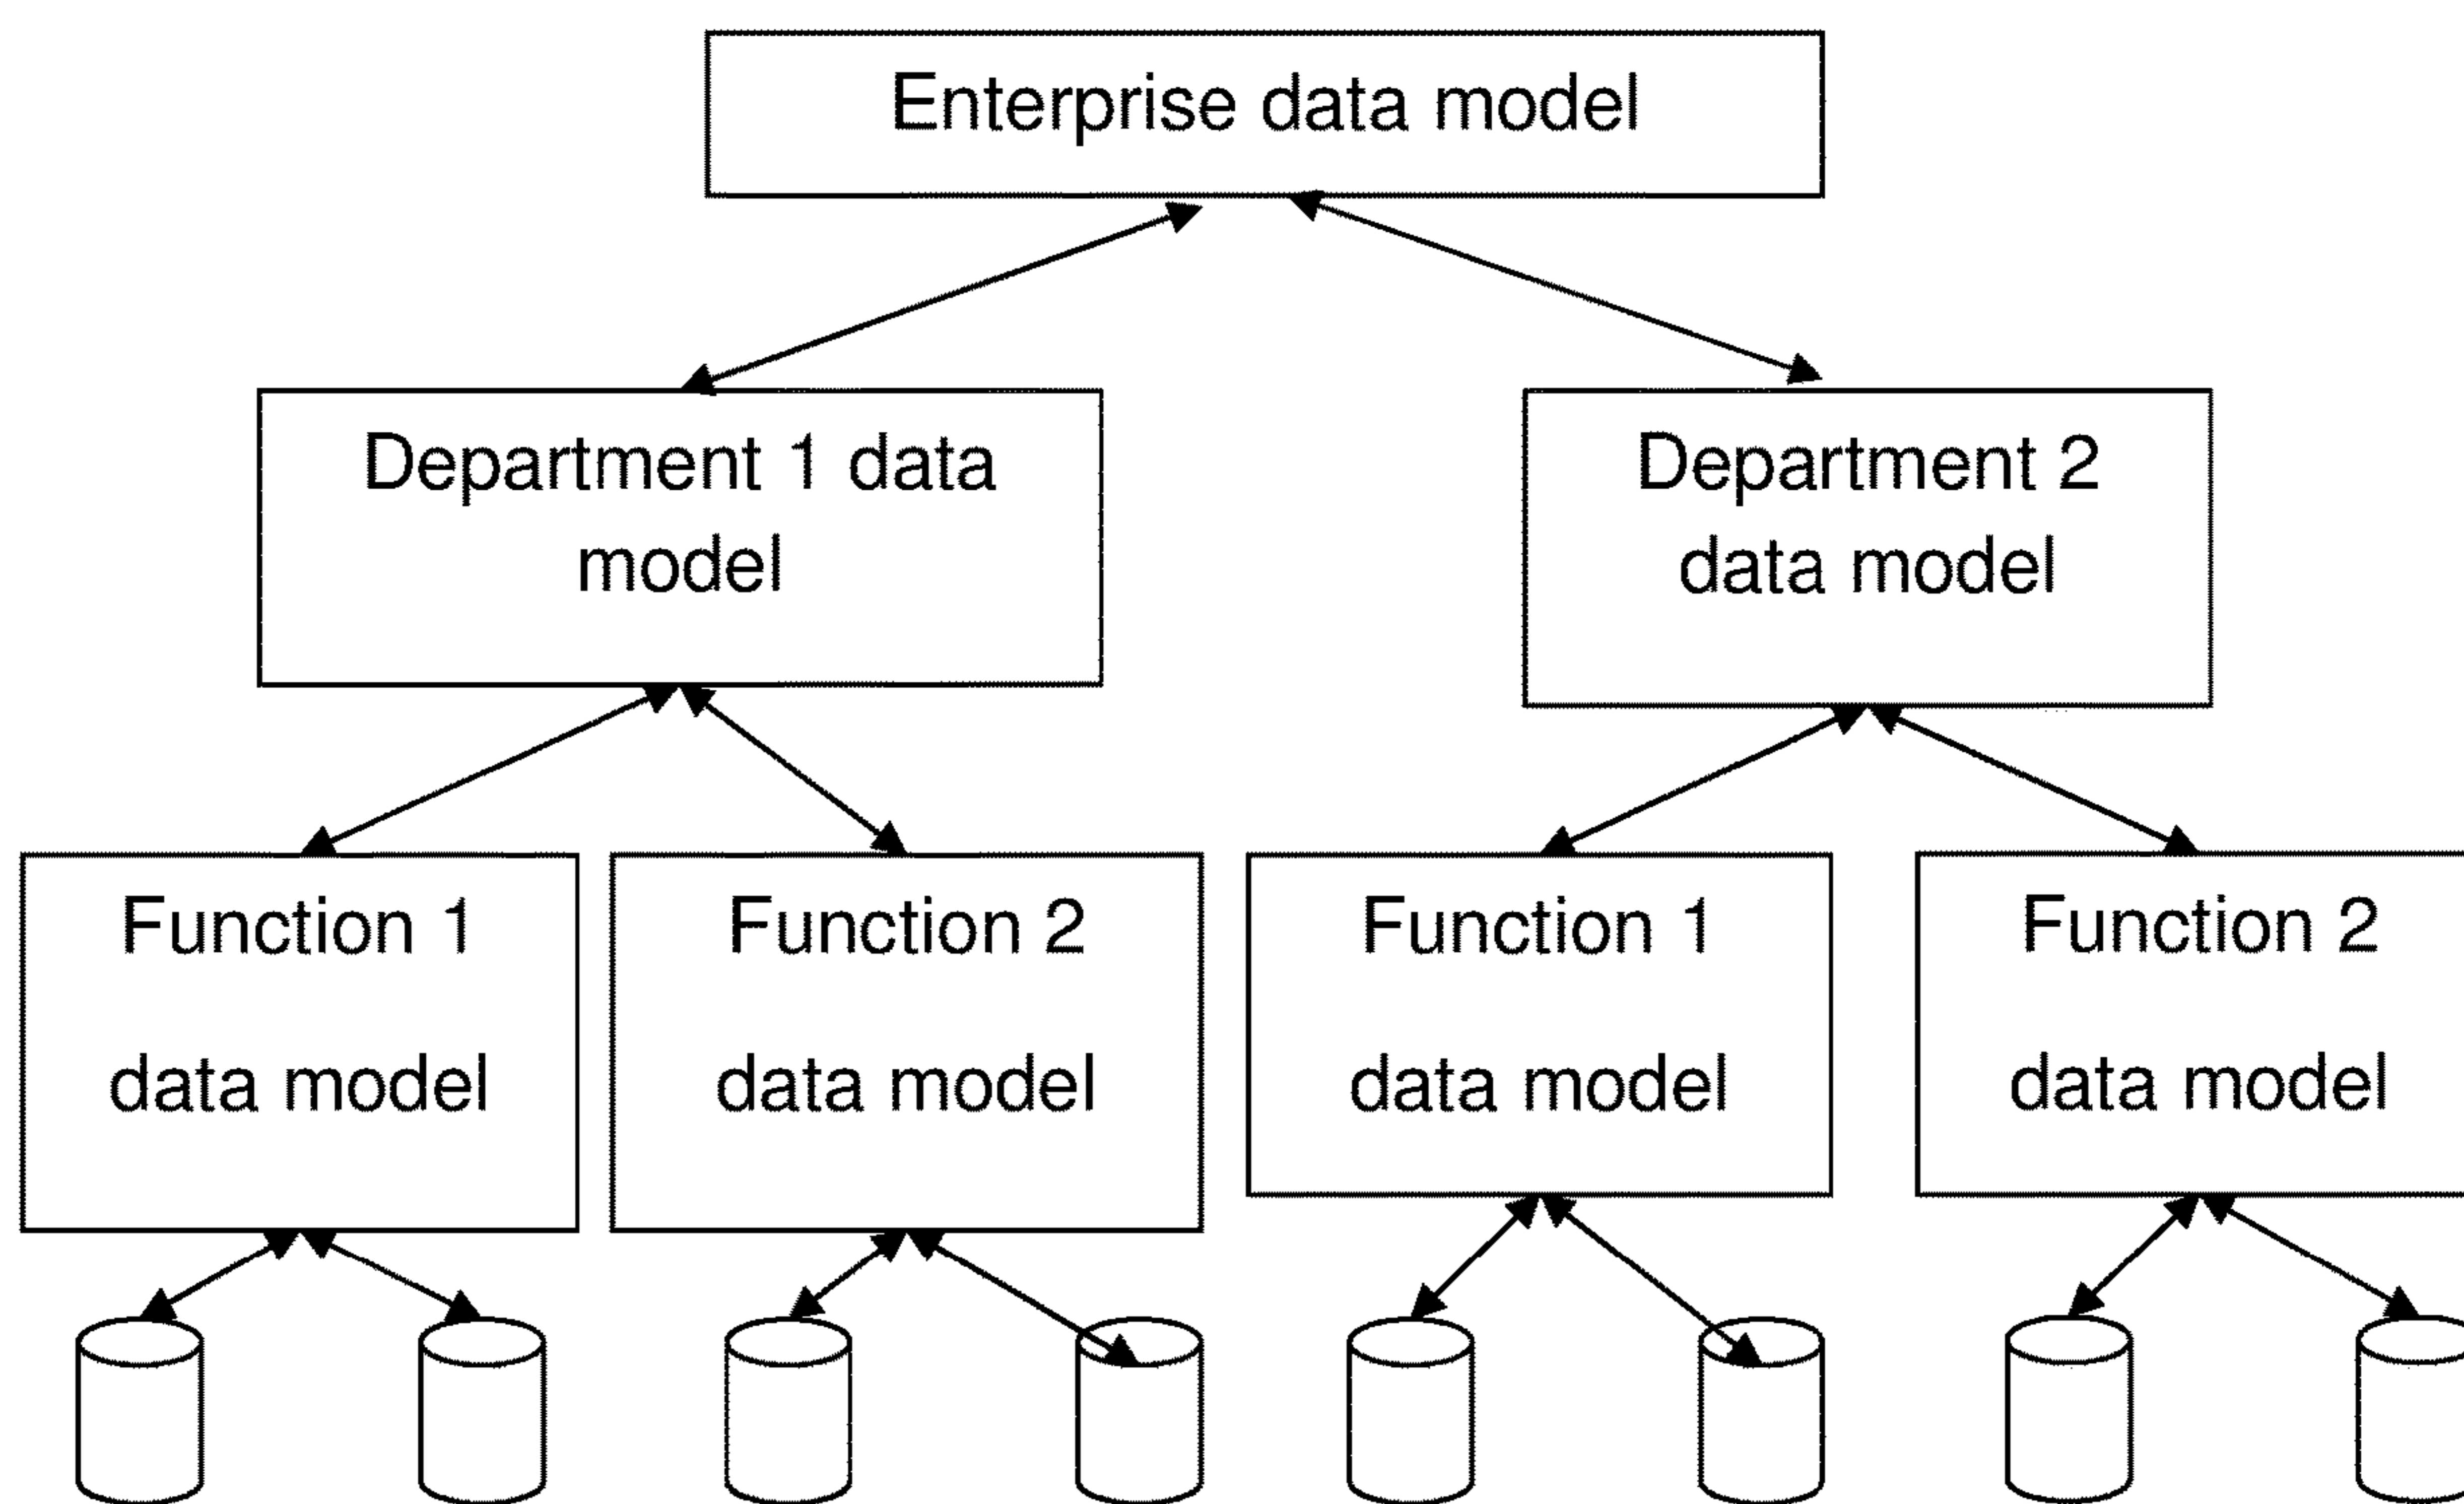 Enterprise data model
Department 1 data
model
Department 2
data model
Function 1
data model
Function 2
data model
Function 1
data model
Function 2
data model